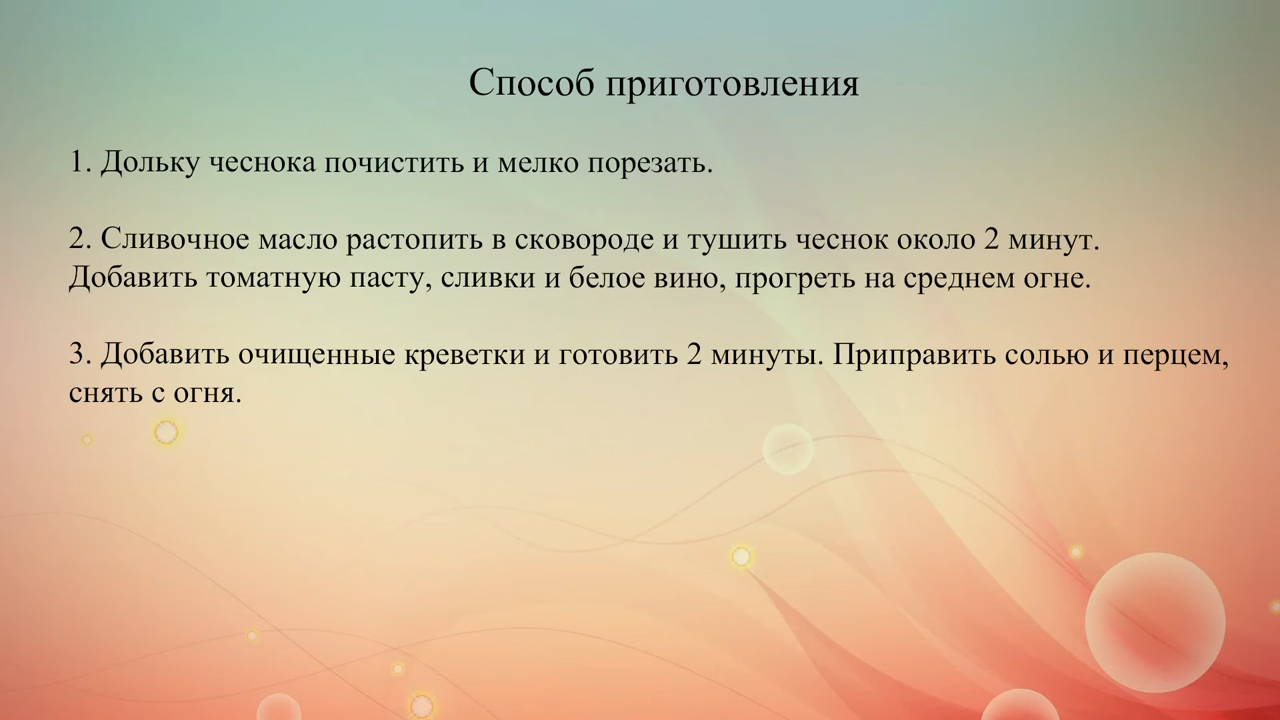 Способ приготовления
1. Дольку чеснока почистить и мелко порезать.
2. Сливочное масло растопить в сковороде и тушить чеснок около 2 минут.
Добавить томатную пасту, сливки и белое вино, прогреть на среднем огне.
3. Добавить очищенные креветки и готовить 2 минуты. Приправить солью и перцем,
снять с огня.